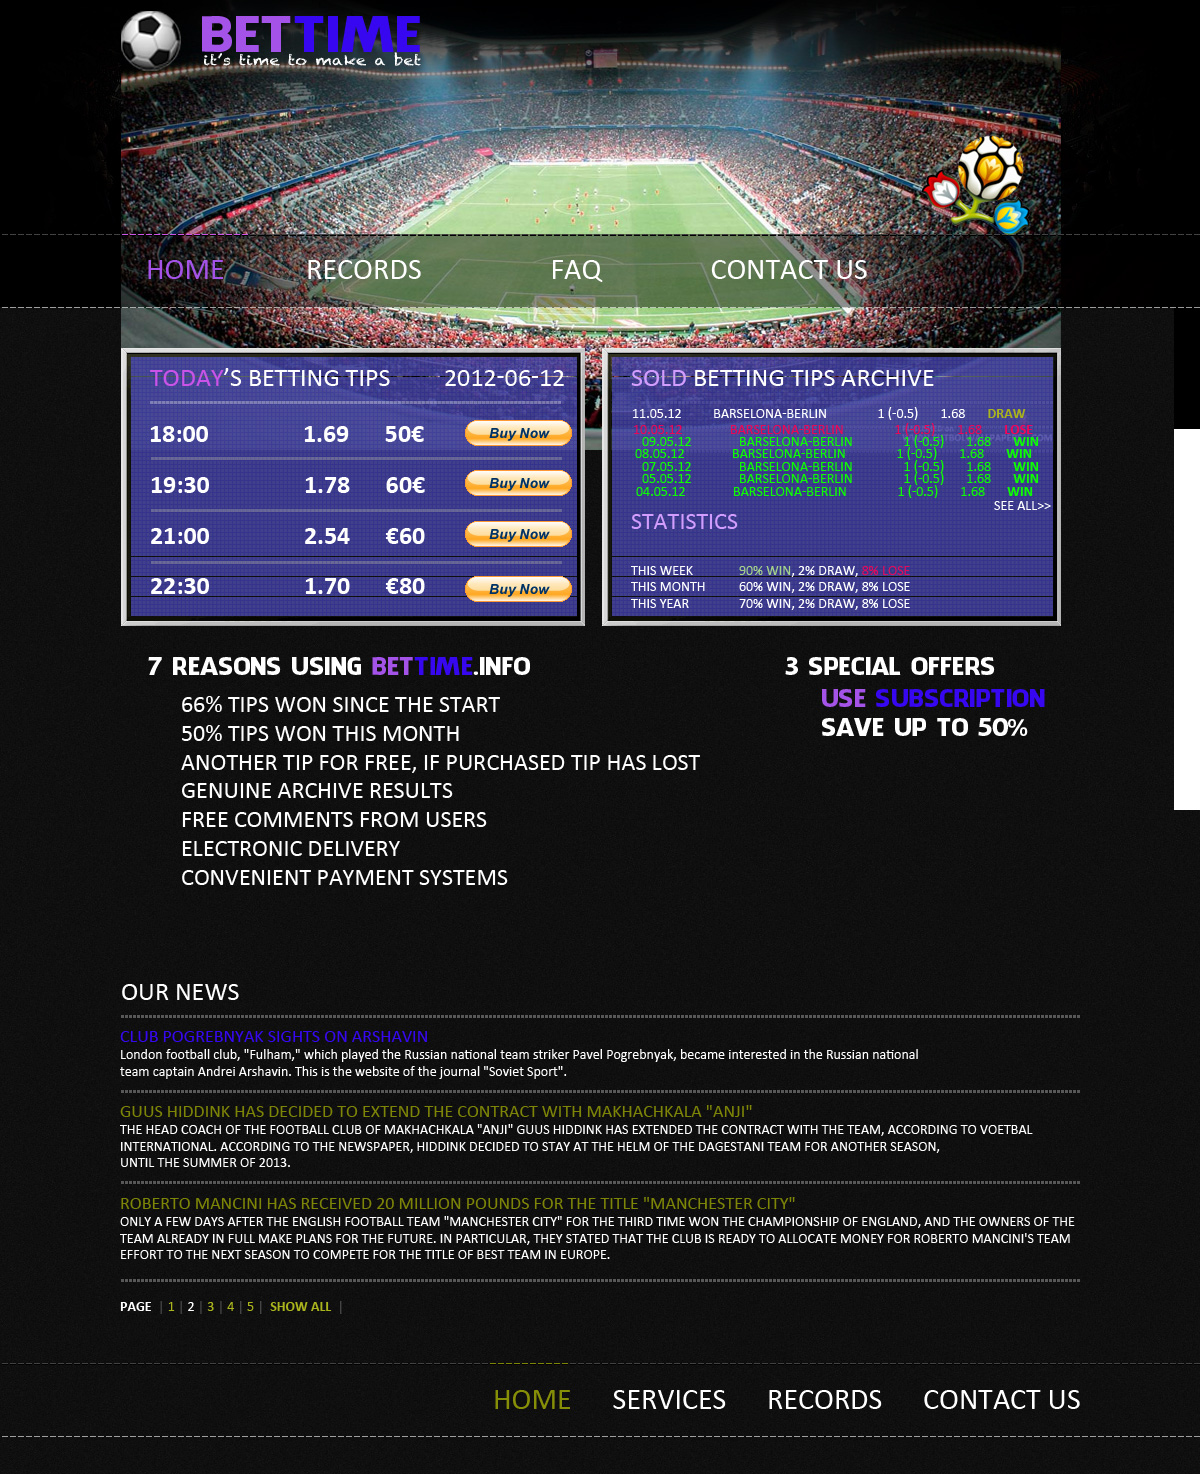 BETTIME
it's time to make a bet
HOME RECORDS FAQ CONTACT US
TODAY'S BETTING TIPS 2012-06-12
18:00 1.69 50€ Buy Now
19:30 1.78 60€ Buy Now
21:00 2.54 €60 Buy Now
22:30 1.70 €80 Buy Now
SOLD BETTING TIPS ARCHIVE
11.05.12 BARSELONA-BERLIN 1 (-0.5) 1.68 DRAW
10.05.12 BARSELONA-BERLIN 1 (-0.5) 1.68 LOSE
09.05.12 BARSELONA-BERLIN 1 (-0.5) 1.68 WIN
08.05.12 BARSELONA-BERLIN 1 (-0.5) 1.68 WIN
07.05.12 BARSELONA-BERLIN 1 (-0.5) 1.68 WIN
05.05.12 BARSELONA-BERLIN 1 (-0.5) 1.68 WIN
04.05.12 BARSELONA-BERLIN 1 (-0.5) 1.68 WIN
SEE ALL>>
STATISTICS
THIS WEEK 90% WIN, 2% DRAW, 8% LOSE
THIS MONTH 60% WIN, 2% DRAW, 8% LOSE
THIS YEAR 70% WIN, 2% DRAW, 8% LOSE
7 REASONS USING BETTIME.INFO
66% TIPS WON SINCE THE START
50% TIPS WON THIS MONTH
ANOTHER TIP FOR FREE, IF PURCHASED TIP HAS LOST
GENUINE ARCHIVE RESULTS
FREE COMMENTS FROM USERS
ELECTRONIC DELIVERY
CONVENIENT PAYMENT SYSTEMS
3 SPECIAL OFFERS
USE SUBSCRIPTION
SAVE UP TO 50%
OUR NEWS
CLUB POGREBNYAK SIGHTS ON ARSHAVIN
London football club, "Fulham," which played the Russian national team striker Pavel Pogrebnyak, became interested in the Russian national
team captain Andrei Arshavin. This is the website of the journal "Soviet Sport".
GUUS HIDDINK HAS DECIDED TO EXTEND THE CONTRACT WITH MAKHACHKALA "ANJI"
THE HEAD COACH OF THE FOOTBALL CLUB OF MAKHACHKALA "ANJI" GUUS HIDDINK HAS EXTENDED THE CONTRACT WITH THE TEAM, ACCORDING TO VOETBAL
INTERNATIONAL. ACCORDING TO THE NEWSPAPER, HIDDINK DECIDED TO STAY AT THE HELM OF THE DAGESTANI TEAM FOR ANOTHER SEASON,
UNTIL THE SUMMER OF 2013.
ROBERTO MANCINI HAS RECEIVED 20 MILLION POUNDS FOR THE TITLE "MANCHESTER CITY"
ONLY A FEW DAYS AFTER THE ENGLISH FOOTBALL TEAM "MANCHESTER CITY" FOR THE THIRD TIME WON THE CHAMPIONSHIP OF ENGLAND, AND THE OWNERS OF THE
TEAM ALREADY IN FULL MAKE PLANS FOR THE FUTURE. IN PARTICULAR, THEY STATED THAT THE CLUB IS READY TO ALLOCATE MONEY FOR ROBERTO MANCINI'S TEAM
EFFORT TO THE NEXT SEASON TO COMPETE FOR THE TITLE OF BEST TEAM IN EUROPE.
PAGE | 1 | 2 | 3 | 4 | 5 | SHOW ALL |
HOME SERVICES RECORDS CONTACT US